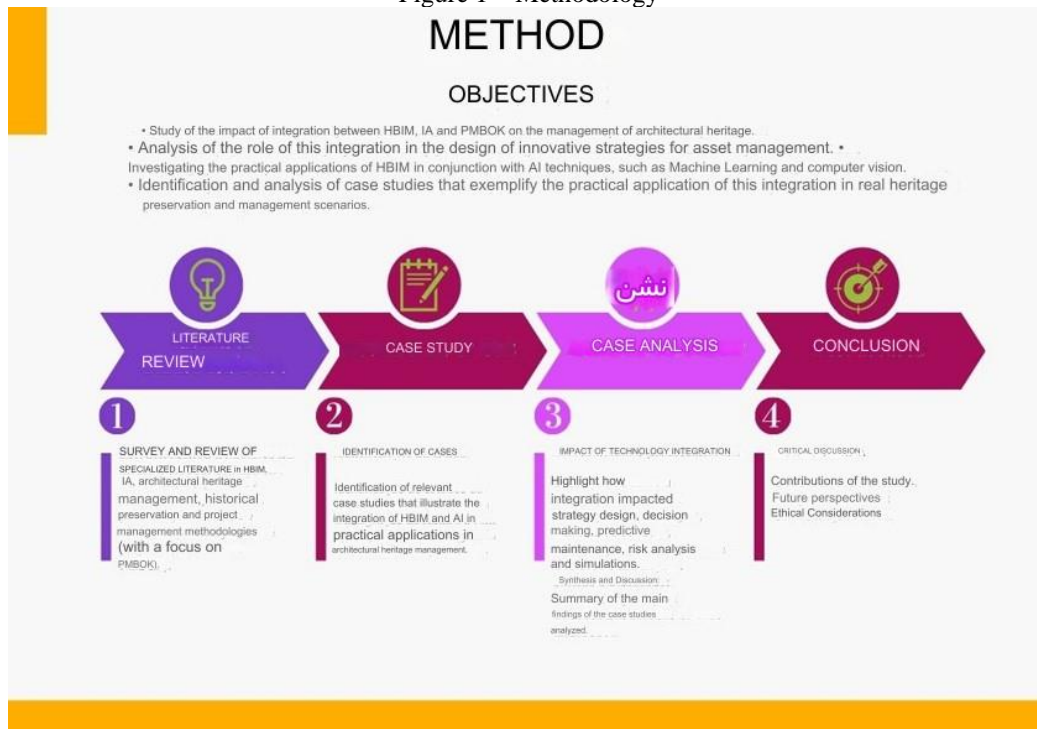 Figure 1 – Methodology
METHOD
OBJECTIVES
• Study of the impact of integration between HBIM, IA and PMBOK on the management of architectural heritage.
• Analysis of the role of this integration in the design of innovative strategies for asset management. •
Investigating the practical applications of HBIM in conjunction with AI techniques, such as Machine Learning and computer vision.
• Identification and analysis of case studies that exemplify the practical application of this integration in real heritage
preservation and management scenarios.
نشن
LITERATURE
REVIEW
CASE STUDY
CASE ANALYSIS
CONCLUSION
1
SURVEY AND REVIEW OF
SPECIALIZED LITERATURE in HBIM,
IA, architectural heritage
management, historical
preservation and project
management methodologies
(with a focus on
PMBOK).
2
IDENTIFICATION OF CASES
Identification of relevant
case studies that illustrate the
integration of HBIM and AI in
practical applications in
architectural heritage management.
3
IMPACT OF TECHNOLOGY INTEGRATION
Highlight how
integration impacted
strategy design, decision
making, predictive
maintenance, risk analysis
and simulations.
Synthesis and Discussion:
Summary of the main
findings of the case studies
analyzed.
4
CRITICAL DISCUSSION
Contributions of the study.
Future perspectives
Ethical Considerations